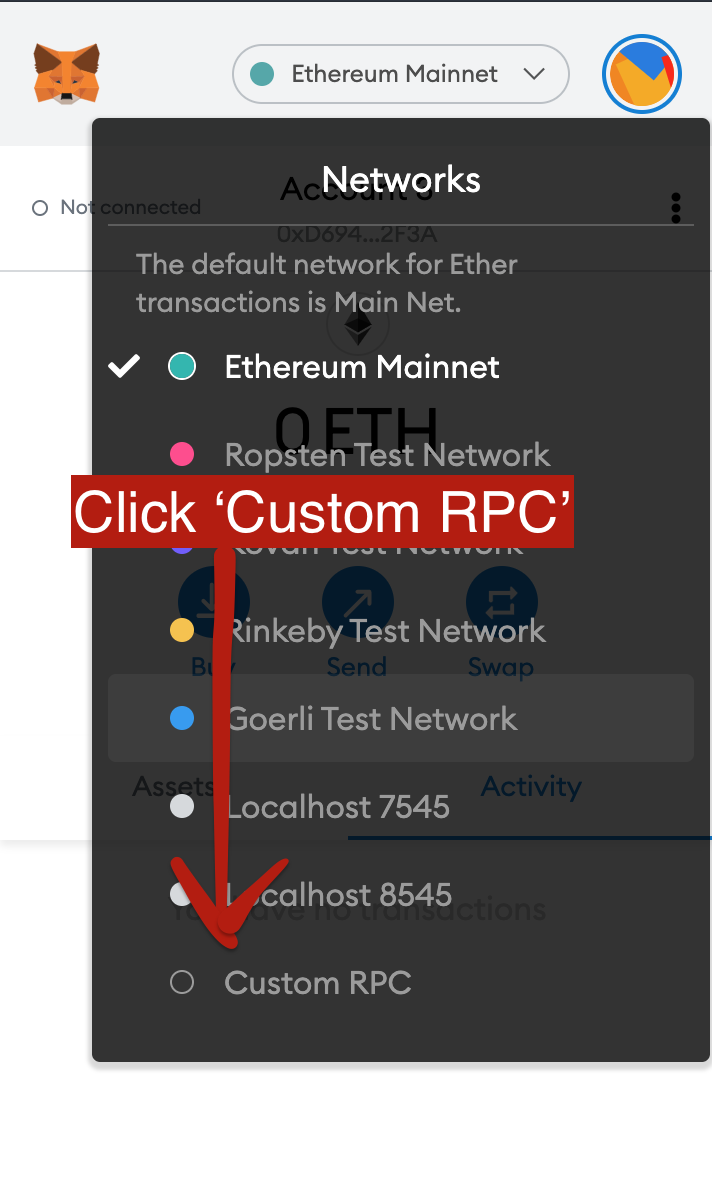 Ethereum Mainnet
Networks
Account 3
Not connected
0xD694...2F3A
The default network for Ether
transactions is Main Net.
Ethereum Mainnet
0 ETH
Ropsten Test Network
Click ‘Custom RPC’
Kovan Test Network
Rinkeby Test Network
Buy
Send
Swap
Goerli Test Network
Assets
Activity
Localhost 7545
Localhost 8545
You have no transactions
Custom RPC